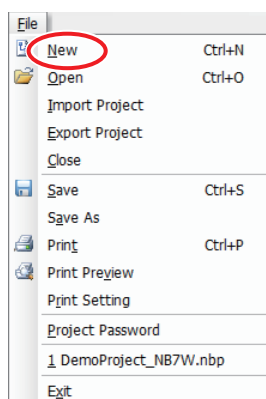 File
New Ctrl+N
Open Ctrl+O
Import Project
Export Project
Close
Save Ctrl+S
Save As
Print Ctrl+P
Print Preview
Print Setting
Project Password
1 DemoProject_NB7W.nbp
Exit